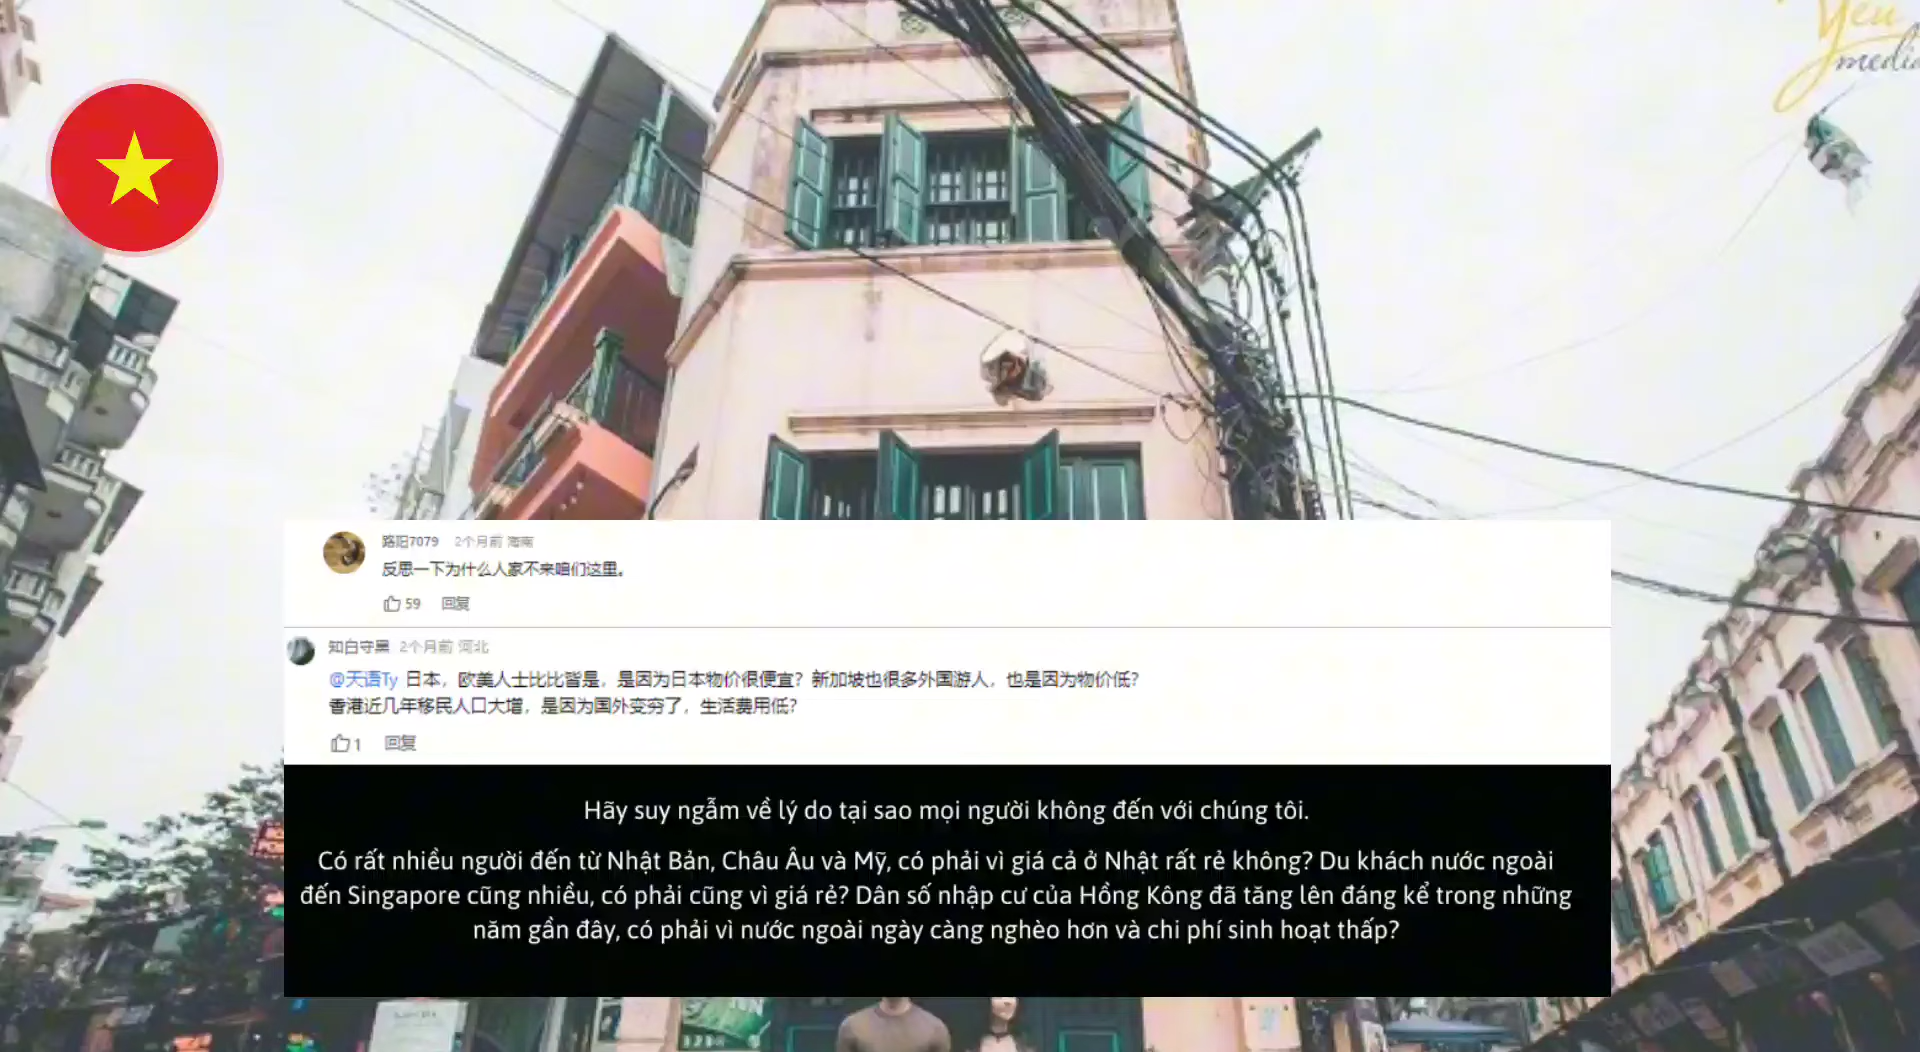 Yêu
media
路阳7079 2个月前 海南
反思一下为什么人家不来咱们这里。
59 回复
知白守黑 2个月前 河北
@天语Ty 日本，欧美人士比比皆是，是因为日本物价很便宜？新加坡也很多外国游人，也是因为物价低？
香港近几年移民人口大增，是因为国外变穷了，生活费用低？
1 回复
Hãy suy ngẫm về lý do tại sao mọi người không đến với chúng tôi.
Có rất nhiều người đến từ Nhật Bản, Châu Âu và Mỹ, có phải vì giá cả ở Nhật rất rẻ không? Du khách nước ngoài
đến Singapore cũng nhiều, có phải cũng vì giá rẻ? Dân số nhập cư của Hồng Kông đã tăng lên đáng kể trong những
năm gần đây, có phải vì nước ngoài ngày càng nghèo hơn và chi phí sinh hoạt thấp?